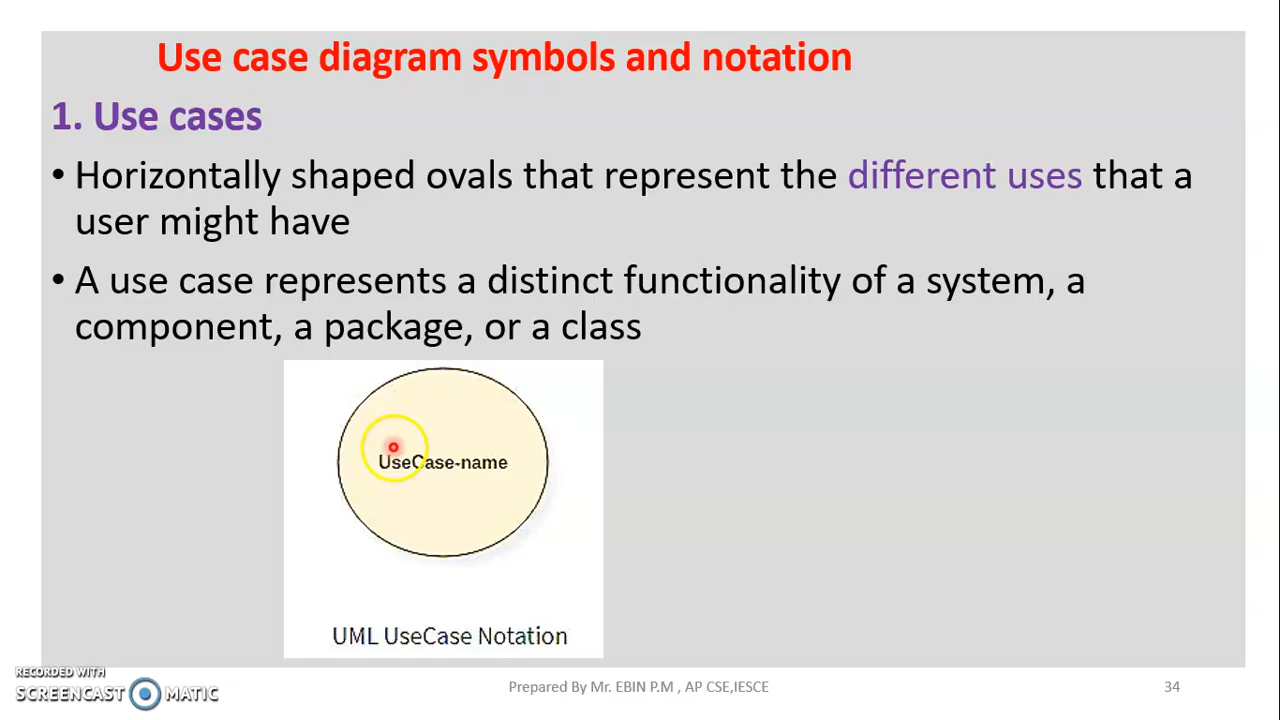 Use case diagram symbols and notation
1. Use cases
• Horizontally shaped ovals that represent the different uses that a
user might have
• A use case represents a distinct functionality of a system, a
component, a package, or a class
UseCase-name
UML UseCase Notation
RECORDED WITH
SCREENCAST MATIC
Prepared By Mr. EBIN P.M , AP CSE,IESCE
34